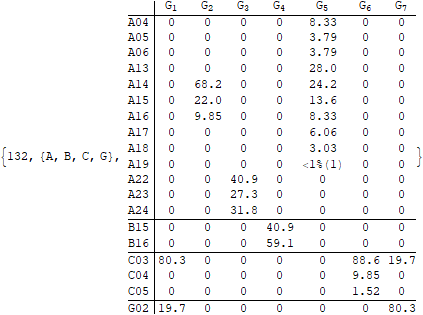 G1 G2 G3 G4 G5 G6 G7
A04 0 0 0 0 8.33 0 0
A05 0 0 0 0 3.79 0 0
A06 0 0 0 0 3.79 0 0
A13 0 0 0 0 28.0 0 0
A14 0 68.2 0 0 24.2 0 0
A15 0 22.0 0 0 13.6 0 0
A16 0 9.85 0 0 8.33 0 0
A17 0 0 0 0 6.06 0 0
A18 0 0 0 0 3.03 0 0
{132, {A, B, C, G}, A19 0 0 0 0 <1%(1) 0 0 }
A22 0 0 40.9 0 0 0 0
A23 0 0 27.3 0 0 0 0
A24 0 0 31.8 0 0 0 0
B15 0 0 0 40.9 0 0 0
B16 0 0 0 59.1 0 0 0
C03 80.3 0 0 0 0 88.6 19.7
C04 0 0 0 0 0 9.85 0
C05 0 0 0 0 0 1.52 0
G02 19.7 0 0 0 0 0 80.3